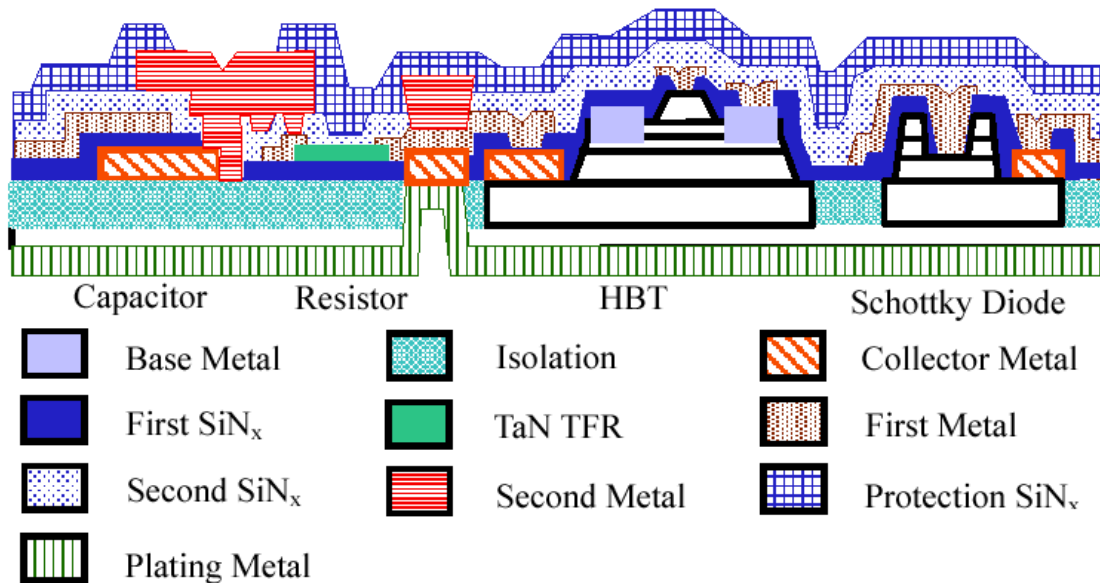 Capacitor Resistor HBT Schottky Diode
Base Metal Isolation Collector Metal
First SiNₓ TaN TFR First Metal
Second SiNₓ Second Metal Protection SiNₓ
Plating Metal